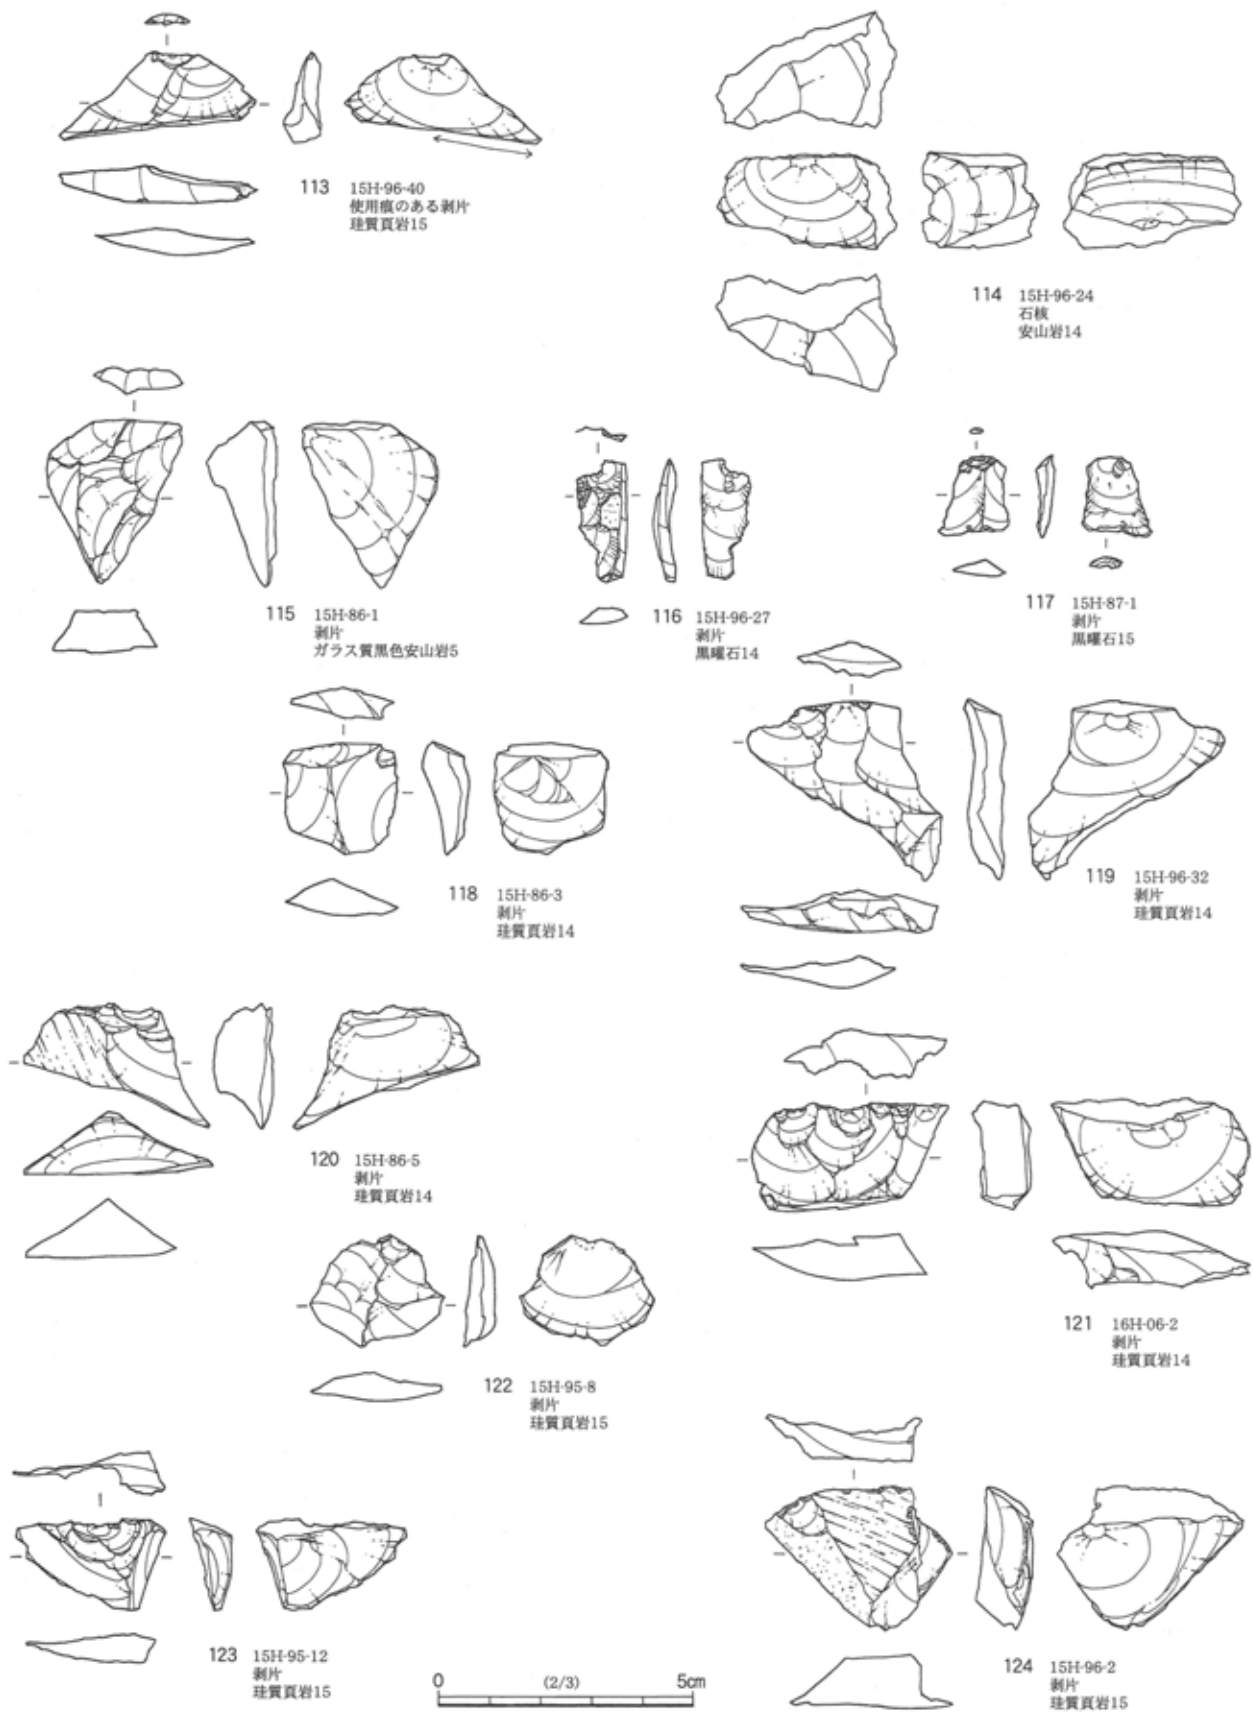 113 15H-96-40
使用痕のある剥片
珪質頁岩15
114 15H-96-24
石核
安山岩14
115 15H-86-1
剥片
ガラス質黒色安山岩5
116 15H-96-27
剥片
黒曜石14
117 15H-87-1
剥片
黒曜石15
118 15H-86-3
剥片
珪質頁岩14
119 15H-96-32
剥片
珪質頁岩14
120 15H-86-5
剥片
珪質頁岩14
121 16H-06-2
剥片
珪質頁岩14
122 15H-95-8
剥片
珪質頁岩15
123 15H-95-12
剥片
珪質頁岩15
124 15H-96-2
剥片
珪質頁岩15
0 (2/3) 5cm